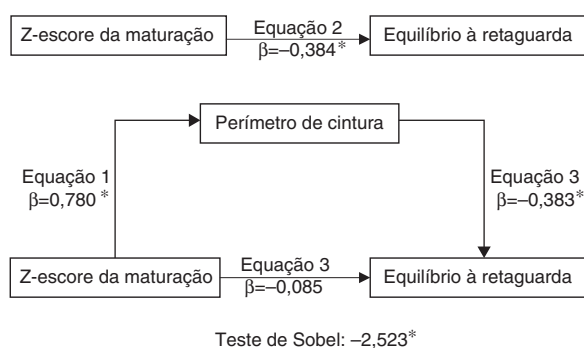 Z-escore da maturação
Equação 2
β=–0,384*
Equilíbrio à retaguarda
Perímetro de cintura
Equação 1
β=0,780*
Equação 3
β=–0,383*
Z-escore da maturação
Equação 3
β=–0,085
Equilíbrio à retaguarda
Teste de Sobel: –2,523*